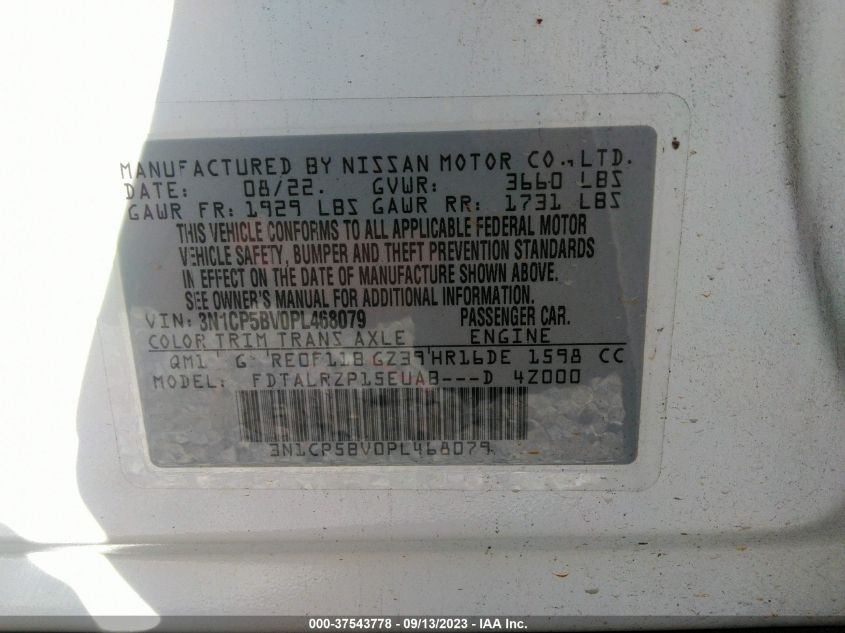 MANUFACTURED BY NISSAN MOTOR CO., LTD.
DATE: 08/22. GVWR: 3660 LBS
GAWR FR: 1929 LBS GAWR RR: 1731 LBS
THIS VEHICLE CONFORMS TO ALL APPLICABLE FEDERAL MOTOR
VEHICLE SAFETY, BUMPER AND THEFT PREVENTION STANDARDS
IN EFFECT ON THE DATE OF MANUFACTURE SHOWN ABOVE.
SEE OWNER'S MANUAL FOR ADDITIONAL INFORMATION.
VIN: 3N1CP5BV0PL468079 PASSENGER CAR.
COLOR TRIM TRANS AXLE ENGINE
QM1 G RE0F11B GZ39 HR16DE 1598 CC
MODEL: FDTALRZP15EUAB---D 4Z000
3N1CP5BV0PL468079
000-37543778 - 09/13/2023 - IAA Inc.